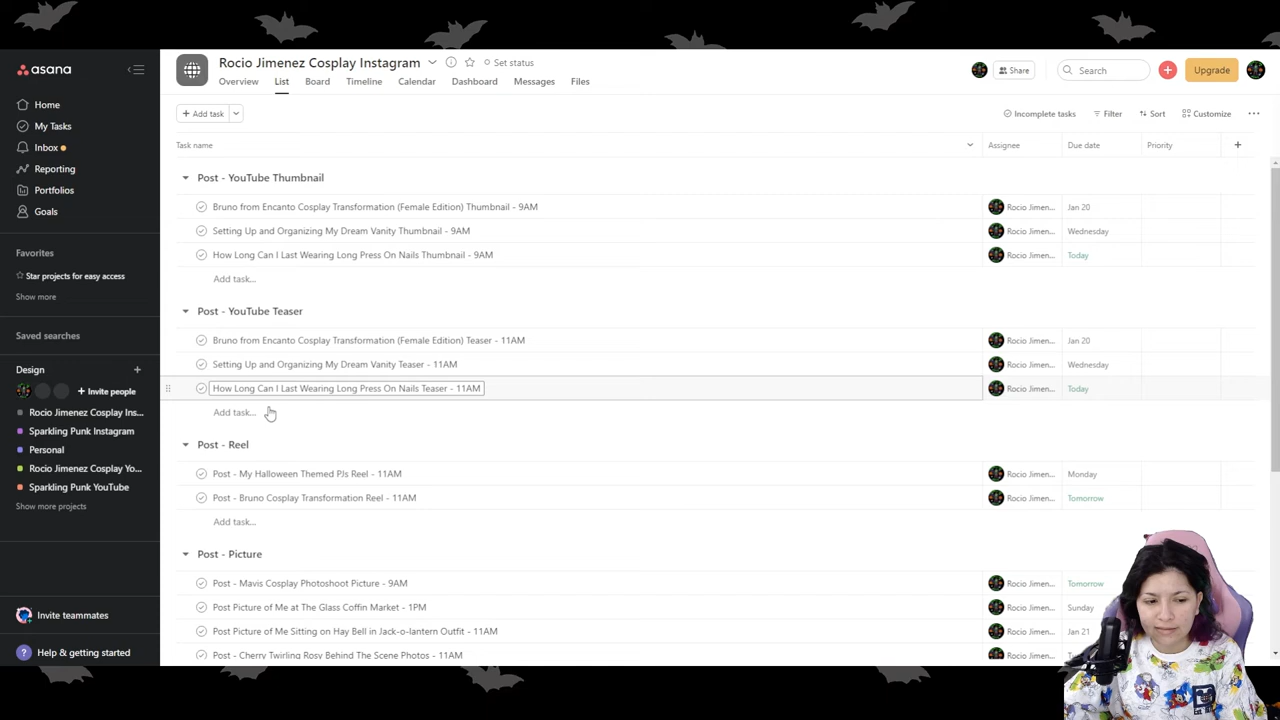 asana
Home
My Tasks
Inbox
Reporting
Portfolios
Goals
Favorites
Star projects for easy access
Show more
Saved searches
Design
Invite people
Rocio Jimenez Cosplay Ins...
Sparkling Punk Instagram
Personal
Rocio Jimenez Cosplay Yo...
Sparkling Punk YouTube
Show more projects
Invite teammates
? Help & getting started
Rocio Jimenez Cosplay Instagram Set status
Overview List Board Timeline Calendar Dashboard Messages Files
Share Search Upgrade
+ Add task Incomplete tasks Filter Sort Customize ...
Task name Assignee Due date Priority +
Post - YouTube Thumbnail
Bruno from Encanto Cosplay Transformation (Female Edition) Thumbnail - 9AM Rocio Jimen... Jan 20
Setting Up and Organizing My Dream Vanity Thumbnail - 9AM Rocio Jimen... Wednesday
How Long Can I Last Wearing Long Press On Nails Thumbnail - 9AM Rocio Jimen... Today
Add task...
Post - YouTube Teaser
Bruno from Encanto Cosplay Transformation (Female Edition) Teaser - 11AM Rocio Jimen... Jan 20
Setting Up and Organizing My Dream Vanity Teaser - 11AM Rocio Jimen... Wednesday
How Long Can I Last Wearing Long Press On Nails Teaser - 11AM Rocio Jimen... Today
Add task...
Post - Reel
Post - My Halloween Themed PJs Reel - 11AM Rocio Jimen... Monday
Post - Bruno Cosplay Transformation Reel - 11AM Rocio Jimen... Tomorrow
Add task...
Post - Picture
Post - Mavis Cosplay Photoshoot Picture - 9AM Rocio Jimen... Tomorrow
Post Picture of Me at The Glass Coffin Market - 1PM Rocio Jimen... Sunday
Post Picture of Me Sitting on Hay Bell in Jack-o-lantern Outfit - 11AM Rocio Jimen... Jan 21
Post - Cherry Twirling Rosy Behind The Scene Photos - 11AM Rocio Jimen...